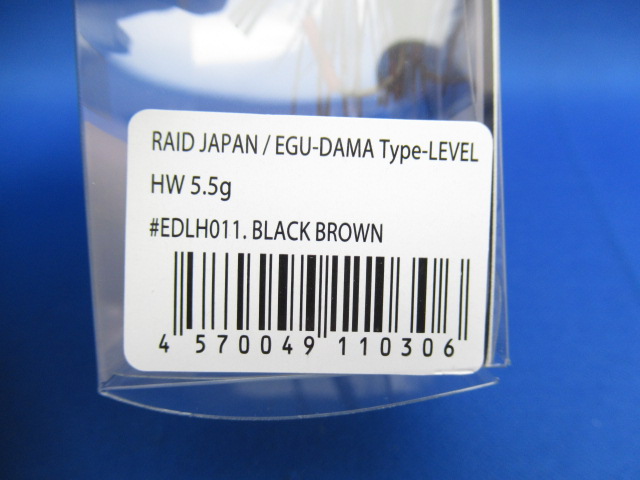 RAID JAPAN / EGU-DAMA Type-LEVEL
HW 5.5g
#EDLH011. BLACK BROWN
4 570049 110306